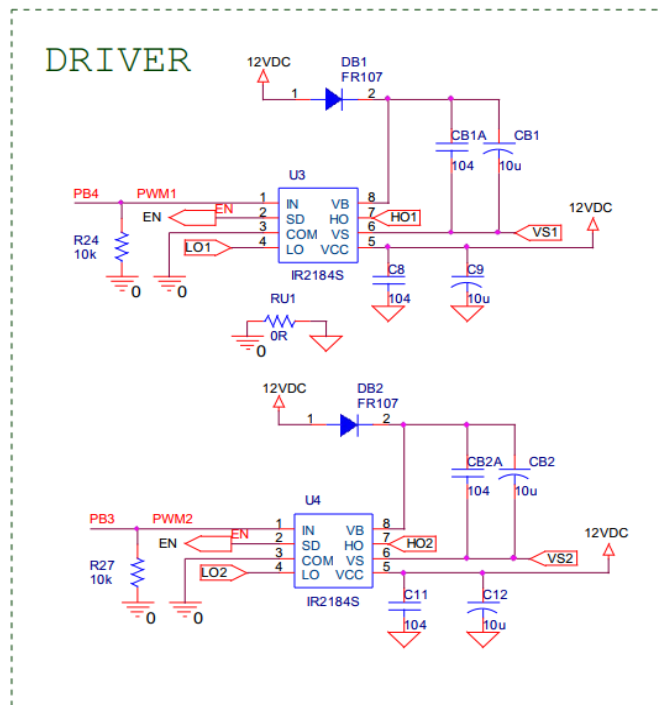 DRIVER
12VDC
DB1
FR107
1
2
CB1A
CB1
104
10u
U3
PB4
PWM1
1
IN
VB
8
EN
EN
2
SD
HO
7
HO1
3
COM
VS
6
VS1
12VDC
LO1
4
LO
VCC
5
R24
10k
0
0
IR2184S
C8
104
C9
10u
RU1
0R
0
12VDC
DB2
FR107
1
2
CB2A
CB2
104
10u
U4
PB3
PWM2
1
IN
VB
8
EN
EN
2
SD
HO
7
HO2
3
COM
VS
6
VS2
12VDC
LO2
4
LO
VCC
5
R27
10k
0
0
IR2184S
C11
104
C12
10u